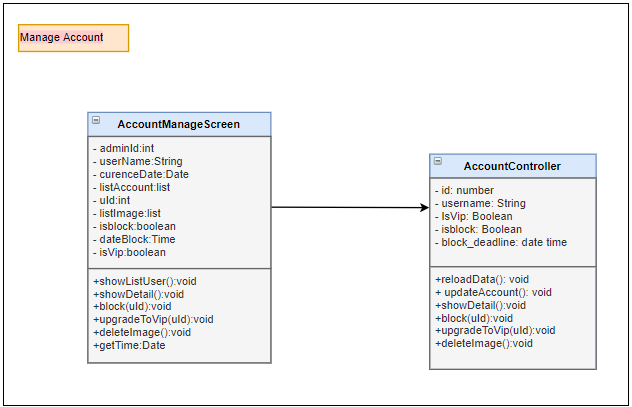 Manage Account
AccountManageScreen
- adminId:int
- userName:String
- curenceDate:Date
- listAccount:list
- uId:int
- listImage:list
- isblock:boolean
- dateBlock:Time
- isVip:boolean
+showListUser():void
+showDetail():void
+block(uId):void
+upgradeToVip(uId):void
+deleteImage():void
+getTime:Date
AccountController
- id: number
- username: String
- IsVip: Boolean
- isblock: Boolean
- block_deadline: date time
+reloadData(): void
+ updateAccount(): void
+showDetail():void
+block(uId):void
+upgradeToVip(uId):void
+deleteImage():void